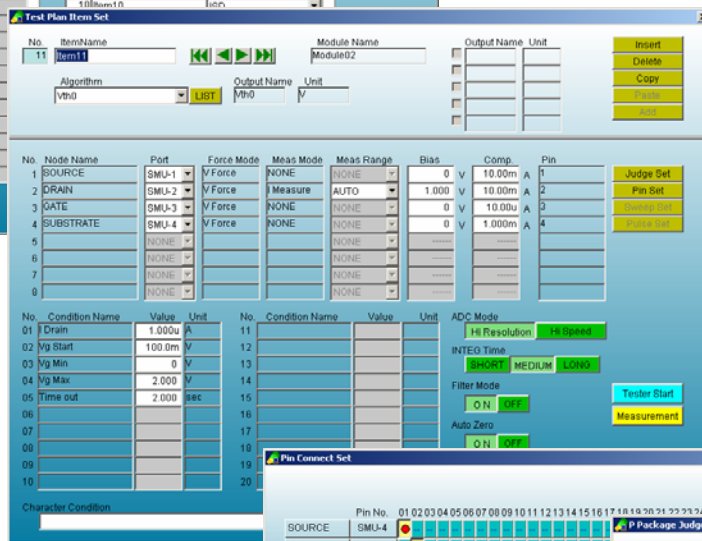 10 Item10 ISO
Test Plan Item Set
No. ItemName Module Name Output Name Unit
11 Item11 Module02
Insert
Delete
Copy
Paste
Add
Algorithm Output Name Unit
Vth0 LIST Vth0 V
No. Node Name Port Force Mode Meas Mode Meas Range Bias Comp. Pin
1 SOURCE SMU-1 V Force NONE NONE 0 V 10.00m A 1
2 DRAIN SMU-2 V Force I Measure AUTO 1.000 V 10.00m A 2
3 GATE SMU-3 V Force NONE NONE 0 V 10.00u A 3
4 SUBSTRATE SMU-4 V Force NONE NONE 0 V 1.000m A 4
5 NONE NONE ------ ------
6 NONE NONE ------ ------
7 NONE NONE ------ ------
8 NONE NONE ------ ------
Judge Set
Pin Set
Sweep Set
Pulse Set
No. Condition Name Value Unit No. Condition Name Value Unit
01 I Drain 1.000u A 11
02 Vg Start 100.0m V 12
03 Vg Min 0 V 13
04 Vg Max 2.000 V 14
05 Time out 2.000 sec 15
06 16
07 17
08 18
09 19
10 20
ADC Mode
Hi Resolution Hi Speed
INTEG Time
SHORT MEDIUM LONG
Filter Mode
ON OFF
Auto Zero
ON OFF
Tester Start
Measurement
Character Condition
Pin Connect Set
Pin No. 01 02 03 04 05 06 07 08 09 10 11 12 13 14 15 16 17 18 19 20 21 22 23 24
SOURCE SMU-4
P Package Judge